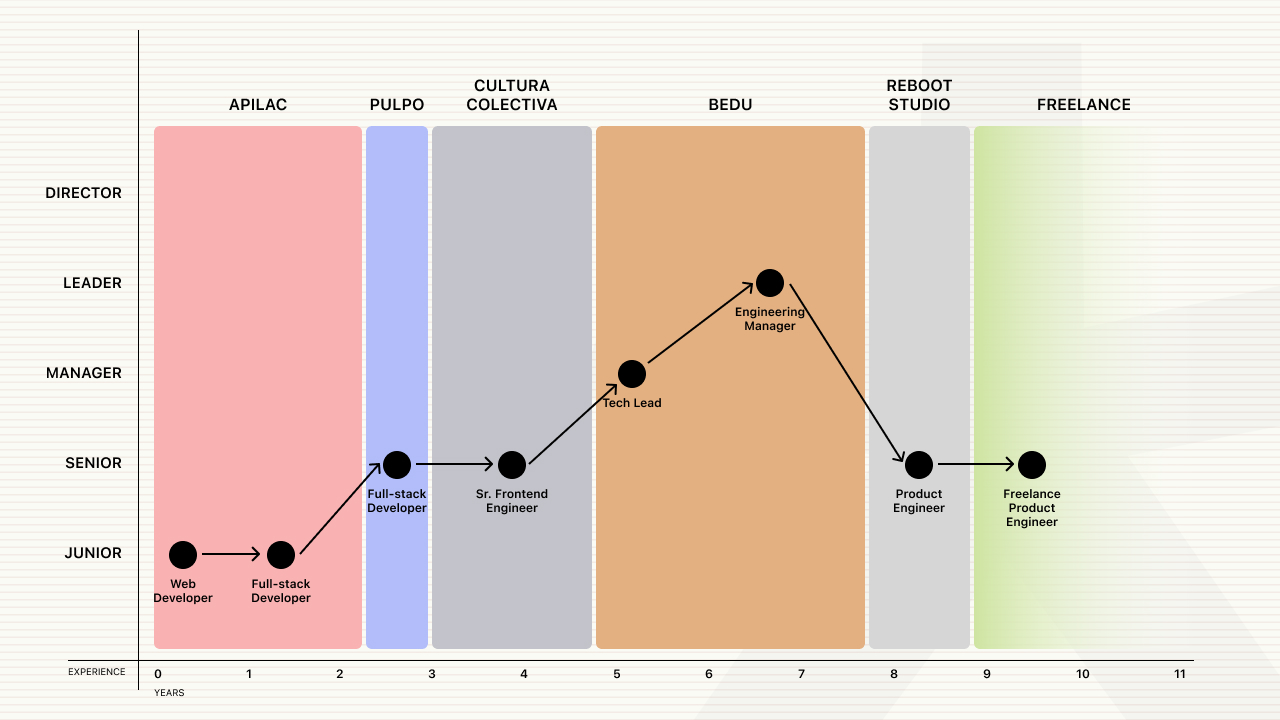 CULTURA
COLECTIVA
REBOOT
STUDIO
APILAC
PULPO
BEDU
FREELANCE
DIRECTOR
LEADER
Engineering
Manager
MANAGER
Tech Lead
SENIOR
Full-stack
Developer
Sr. Frontend
Engineer
Product
Engineer
Freelance
Product
Engineer
JUNIOR
Web
Developer
Full-stack
Developer
EXPERIENCE
0 1 2 3 4 5 6 7 8 9 10 11
YEARS